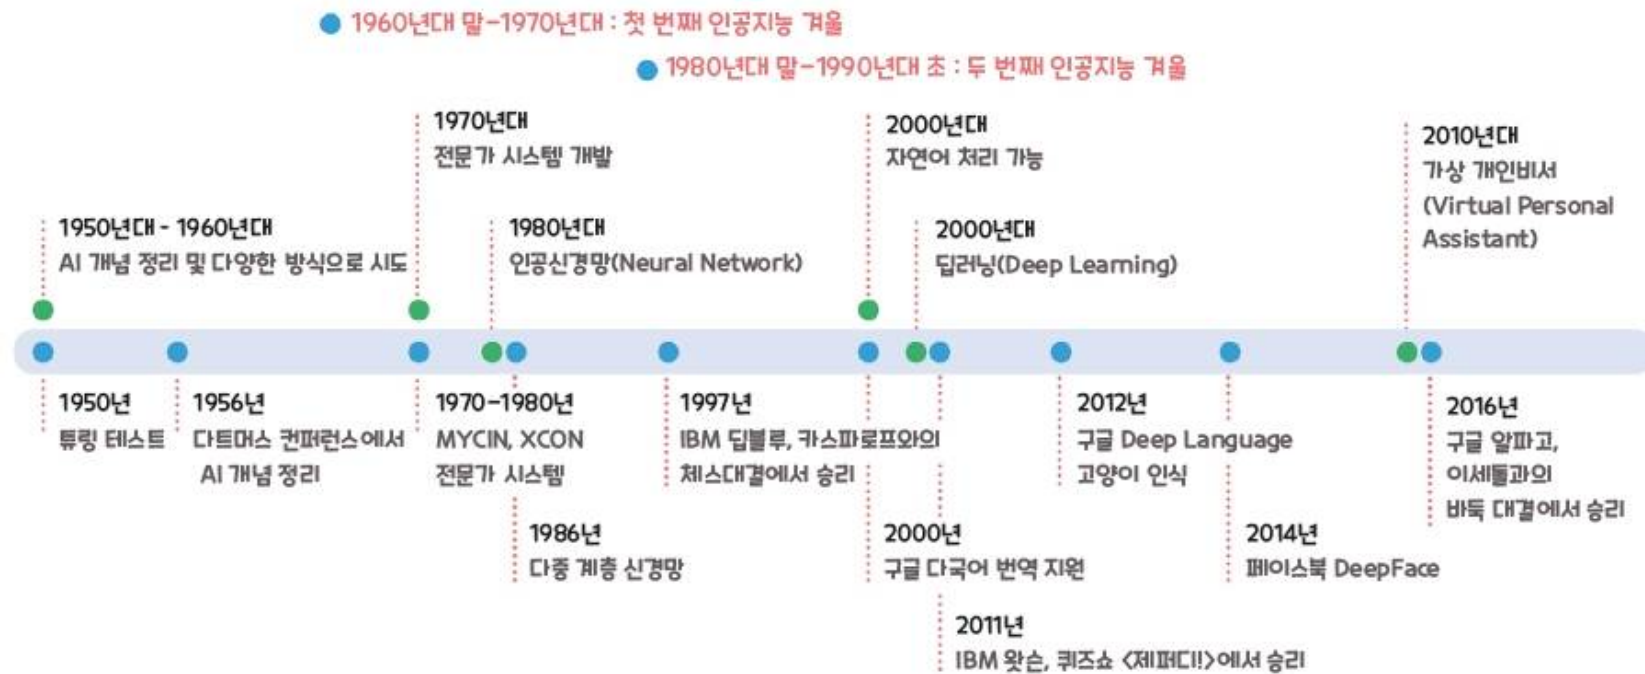 1960년대 말-1970년대 : 첫 번째 인공지능 겨울
1980년대 말-1990년대 초 : 두 번째 인공지능 겨울
1970년대
전문가 시스템 개발
2000년대
자연어 처리 가능
2010년대
가상 개인비서
(Virtual Personal
Assistant)
1950년대 - 1960년대
AI 개념 정리 및 다양한 방식으로 시도
1980년대
인공신경망(Neural Network)
2000년대
딥러닝(Deep Learning)
1950년
튜링 테스트
1956년
다트머스 컨퍼런스에서
AI 개념 정리
1970-1980년
MYCIN, XCON
전문가 시스템
1986년
다중 계층 신경망
1997년
IBM 딥블루, 카스파로프와의
체스대결에서 승리
2000년
구글 다국어 번역 지원
2011년
IBM 왓슨, 퀴즈쇼 <제퍼디!>에서 승리
2012년
구글 Deep Language
고양이 인식
2014년
페이스북 DeepFace
2016년
구글 알파고,
이세돌과의
바둑 대결에서 승리